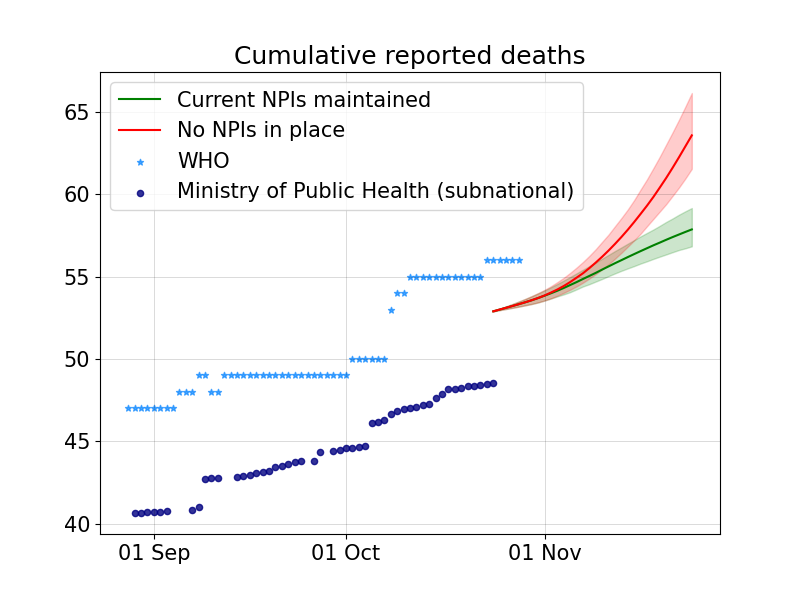 Cumulative reported deaths
Current NPIs maintained
No NPIs in place
WHO
Ministry of Public Health (subnational)
65
60
55
50
45
40
01 Sep
01 Oct
01 Nov